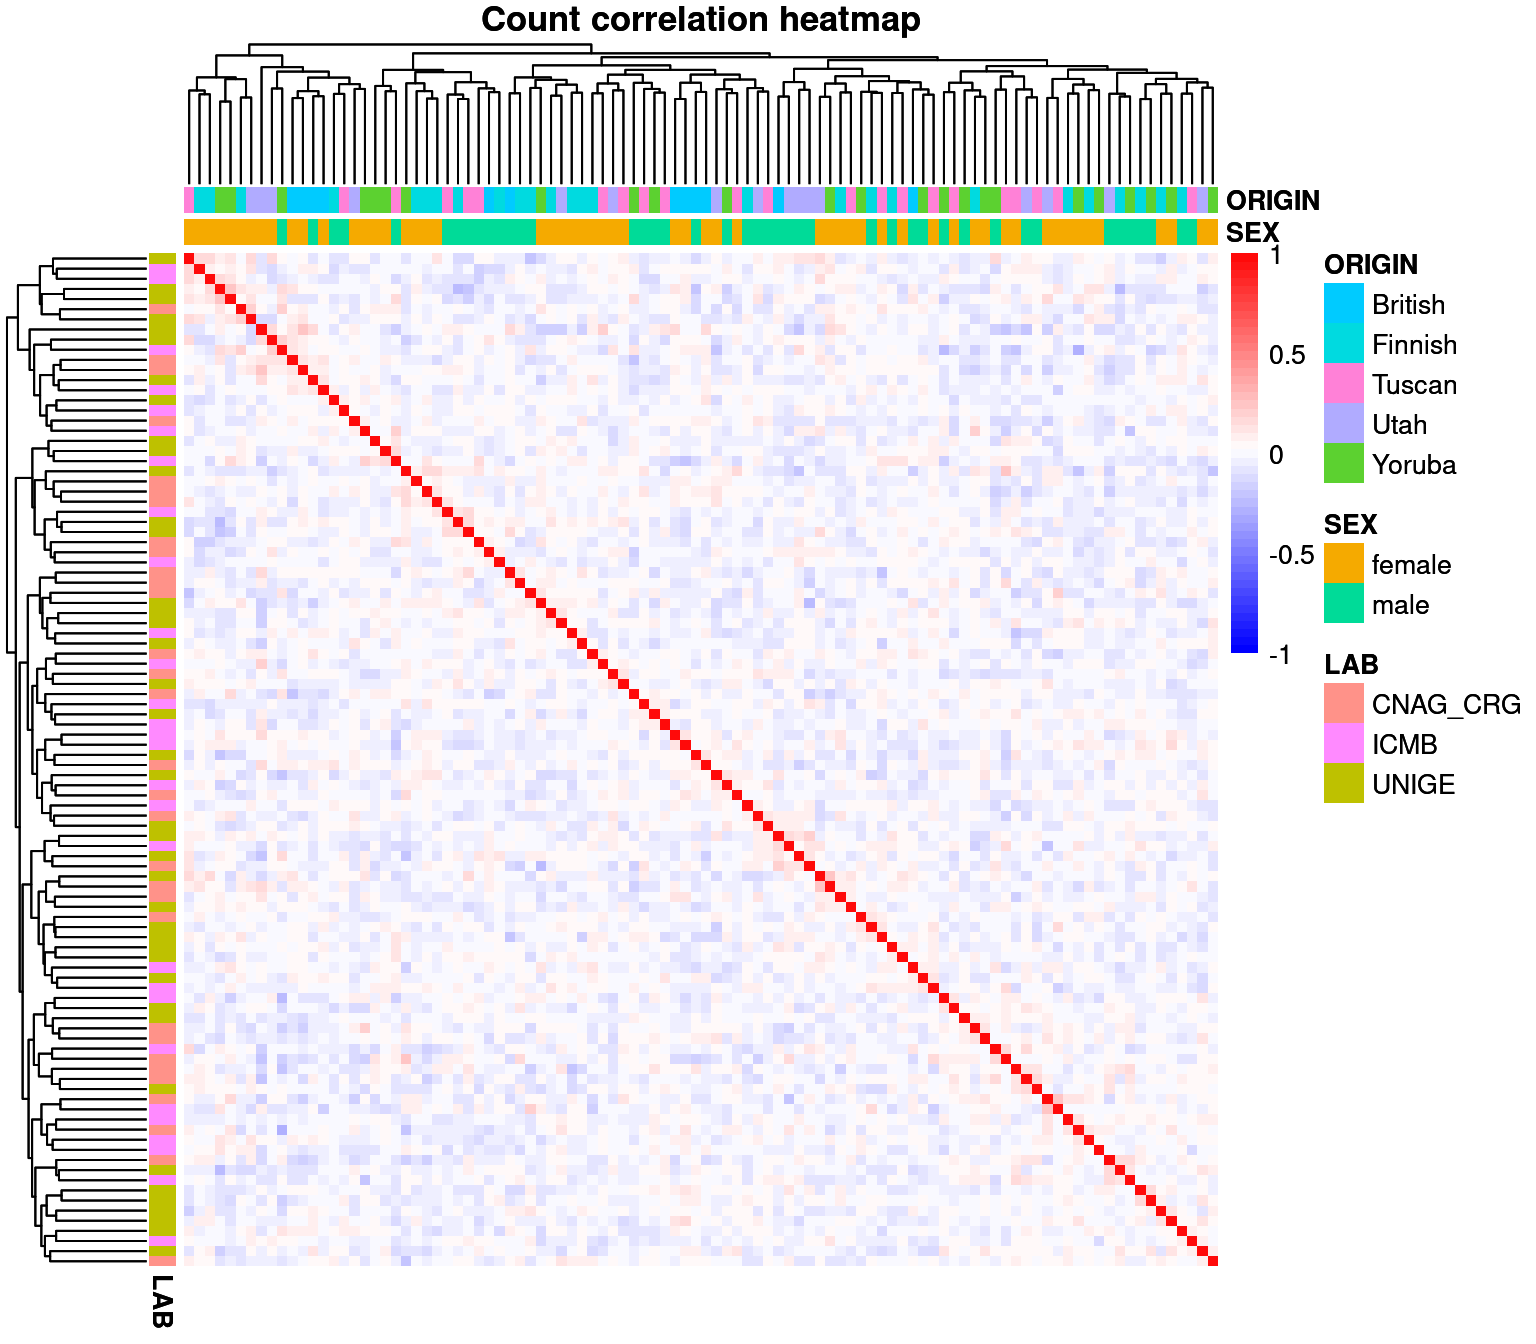 Count correlation heatmap
ORIGIN
SEX
1
0.5
0
-0.5
-1
ORIGIN
British
Finnish
Tuscan
Utah
Yoruba
SEX
female
male
LAB
CNAG_CRG
ICMB
UNIGE
LAB